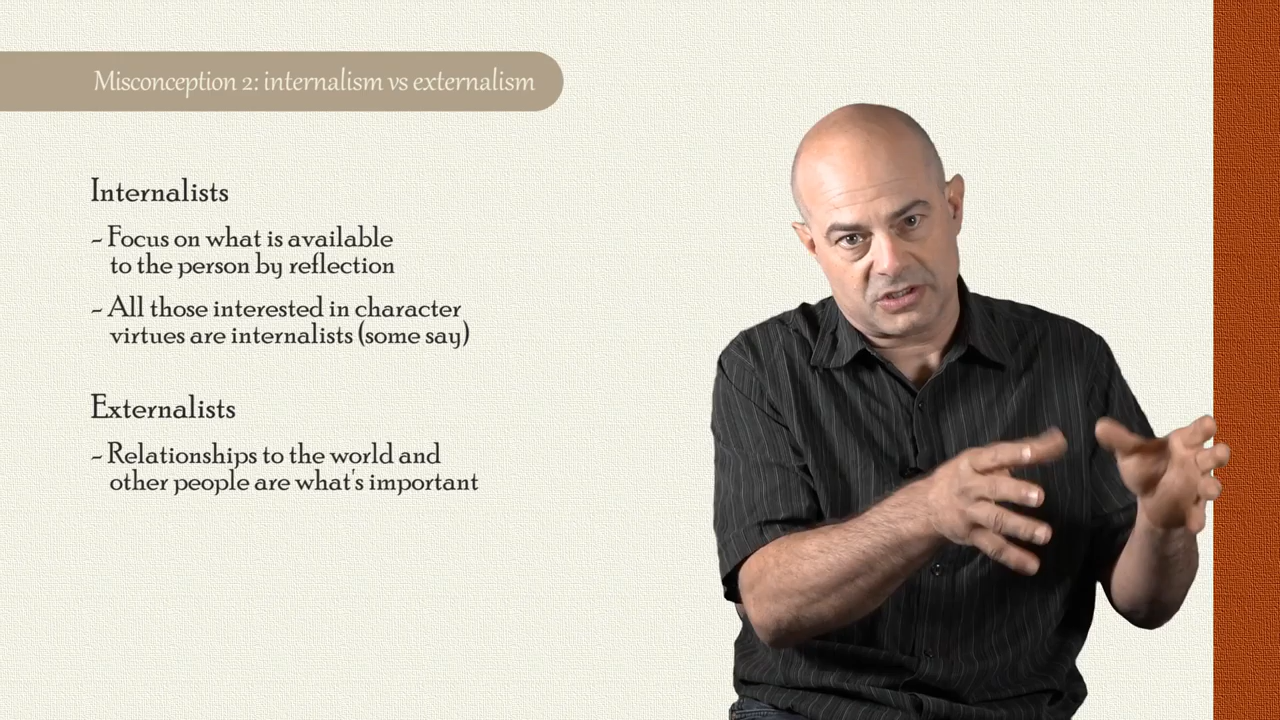 Misconception 2: internalism vs externalism
Internalists
- Focus on what is available
to the person by reflection
- All those interested in character
virtues are internalists (some say)
Externalists
- Relationships to the world and
other people are what's important